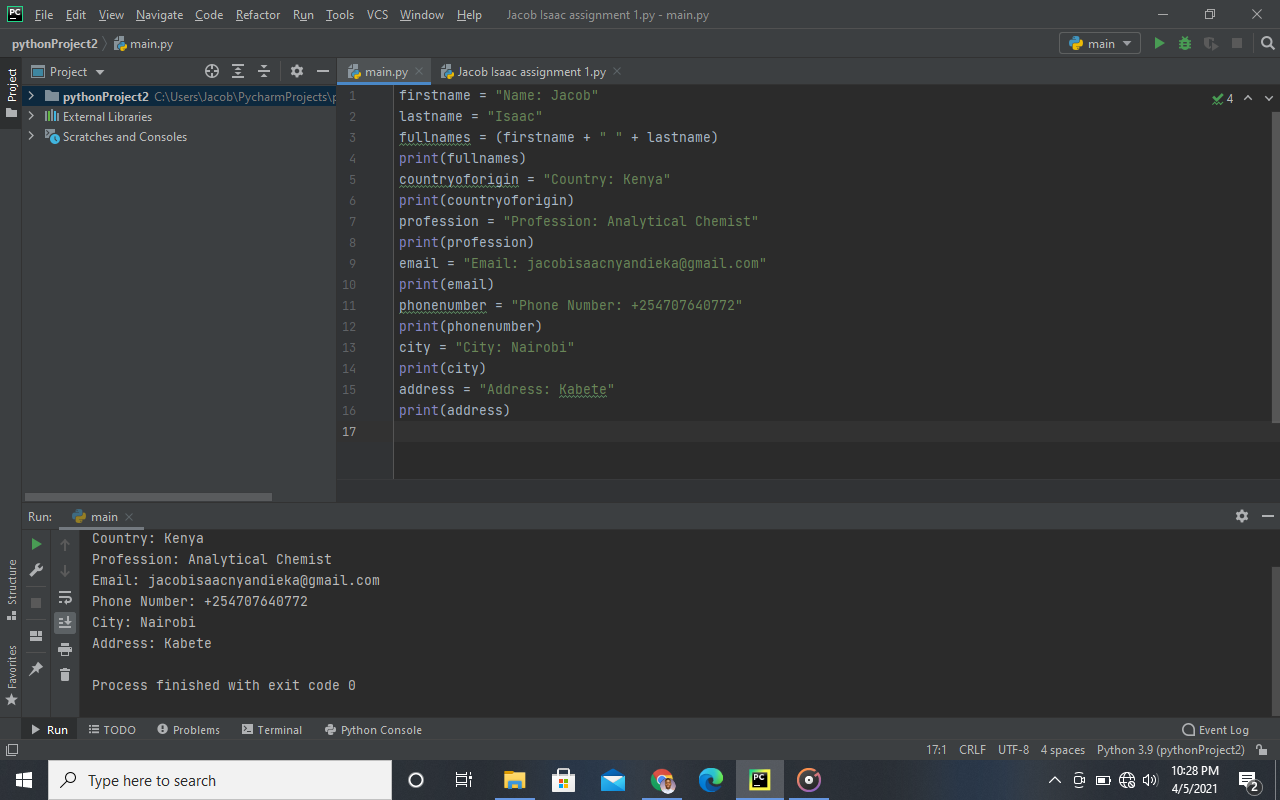 PC File Edit View Navigate Code Refactor Run Tools VCS Window Help Jacob Isaac assignment 1.py - main.py
pythonProject2 main.py main
Project
Project main.py Jacob Isaac assignment 1.py
pythonProject2 C:\Users\Jacob\PycharmProjects\p
External Libraries
Scratches and Consoles
4
1 firstname = "Name: Jacob"
2 lastname = "Isaac"
3 fullnames = (firstname + " " + lastname)
4 print(fullnames)
5 countryoforigin = "Country: Kenya"
6 print(countryoforigin)
7 profession = "Profession: Analytical Chemist"
8 print(profession)
9 email = "Email: jacobisaacnyandieka@gmail.com"
10 print(email)
11 phonenumber = "Phone Number: +254707640772"
12 print(phonenumber)
13 city = "City: Nairobi"
14 print(city)
15 address = "Address: Kabete"
16 print(address)
17
Run: main
Country: Kenya
Profession: Analytical Chemist
Email: jacobisaacnyandieka@gmail.com
Phone Number: +254707640772
City: Nairobi
Address: Kabete
Process finished with exit code 0
Structure
Favorites
Run TODO Problems Terminal Python Console Event Log
17:1 CRLF UTF-8 4 spaces Python 3.9 (pythonProject2)
Type here to search
PC
10:28 PM
4/5/2021
2